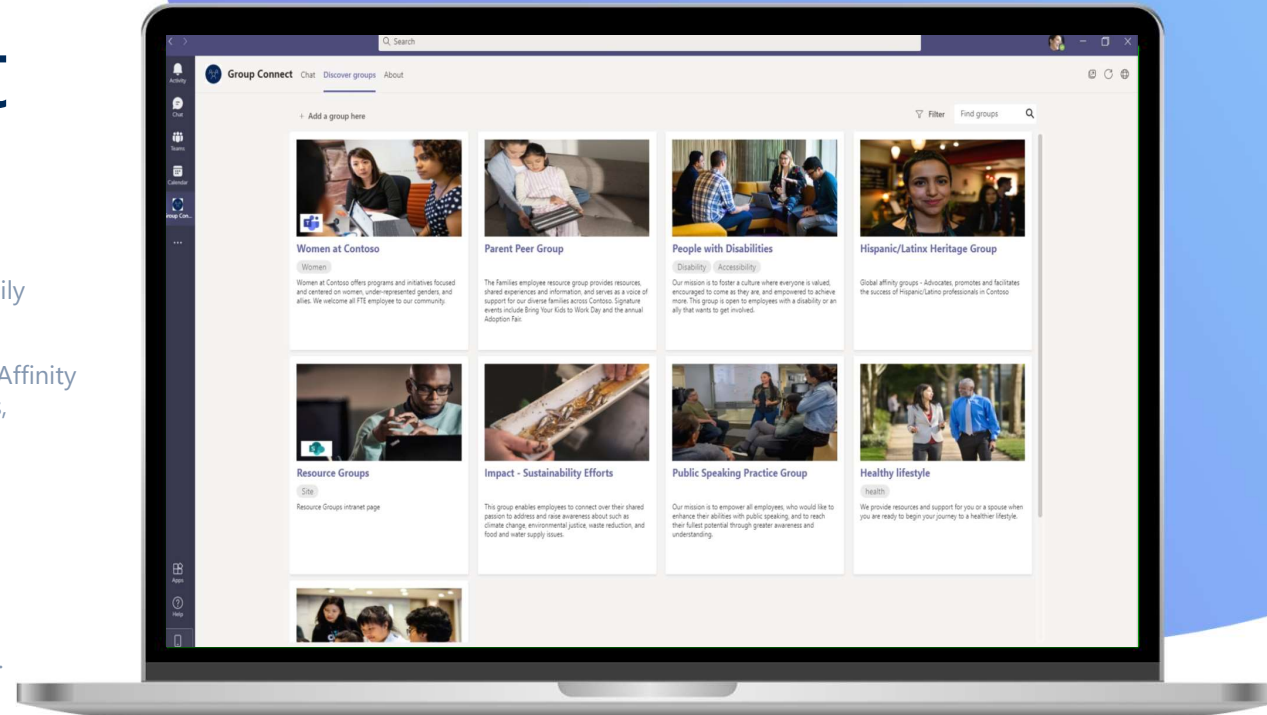 t
ily
Affinity
Search
Activity
Chat
Teams
Calendar
Group Con...
...
Apps
Help
Group Connect Chat Discover groups About
+ Add a group here
Filter Find groups
Women at Contoso
Women
Women at Contoso offers programs and initiatives focused
and centered on women, under-represented genders, and
allies. We welcome all FTE employee to our community.
Parent Peer Group
The Families employee resource group provides resources,
shared experiences and information, and serves as a voice of
support for our diverse families across Contoso. Signature
events include Bring Your Kids to Work Day and the annual
Adoption Fair.
People with Disabilities
Disability Accessibility
Our mission is to foster a culture where everyone is valued,
encouraged to come as they are, and empowered to achieve
more. This group is open to employees with a disability or an
ally that wants to get involved.
Hispanic/Latinx Heritage Group
Global affinity groups - Advocates, promotes and facilitates
the success of Hispanic/Latino professionals in Contoso
Resource Groups
Site
Resource Groups intranet page
Impact - Sustainability Efforts
This group enables employees to connect over their shared
passion to address and raise awareness about such as
climate change, environmental justice, waste reduction, and
food and water supply issues.
Public Speaking Practice Group
Our mission is to empower all employees, who would like to
enhance their abilities with public speaking, and to reach
their fullest potential through greater awareness and
understanding.
Healthy lifestyle
health
We provide resources and support for you or a spouse when
you are ready to begin your journey to a healthier lifestyle.